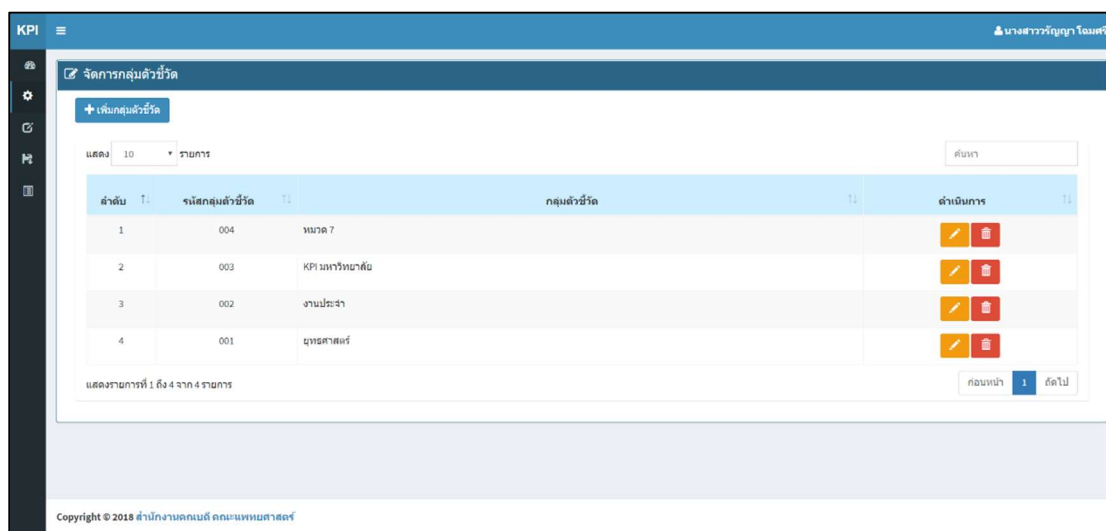 KPI
นางสาววรัญญา โฉมศรี
จัดการกลุ่มตัวชี้วัด
เพิ่มกลุ่มตัวชี้วัด
แสดง 10 รายการ
ค้นหา
ลำดับ รหัสกลุ่มตัวชี้วัด กลุ่มตัวชี้วัด ดำเนินการ
1 004 หมวด 7
2 003 KPI มหาวิทยาลัย
3 002 งานประจำ
4 001 ยุทธศาสตร์
แสดงรายการที่ 1 ถึง 4 จาก 4 รายการ
ก่อนหน้า 1 ถัดไป
Copyright © 2018 สำนักงานคณบดี คณะแพทยศาสตร์